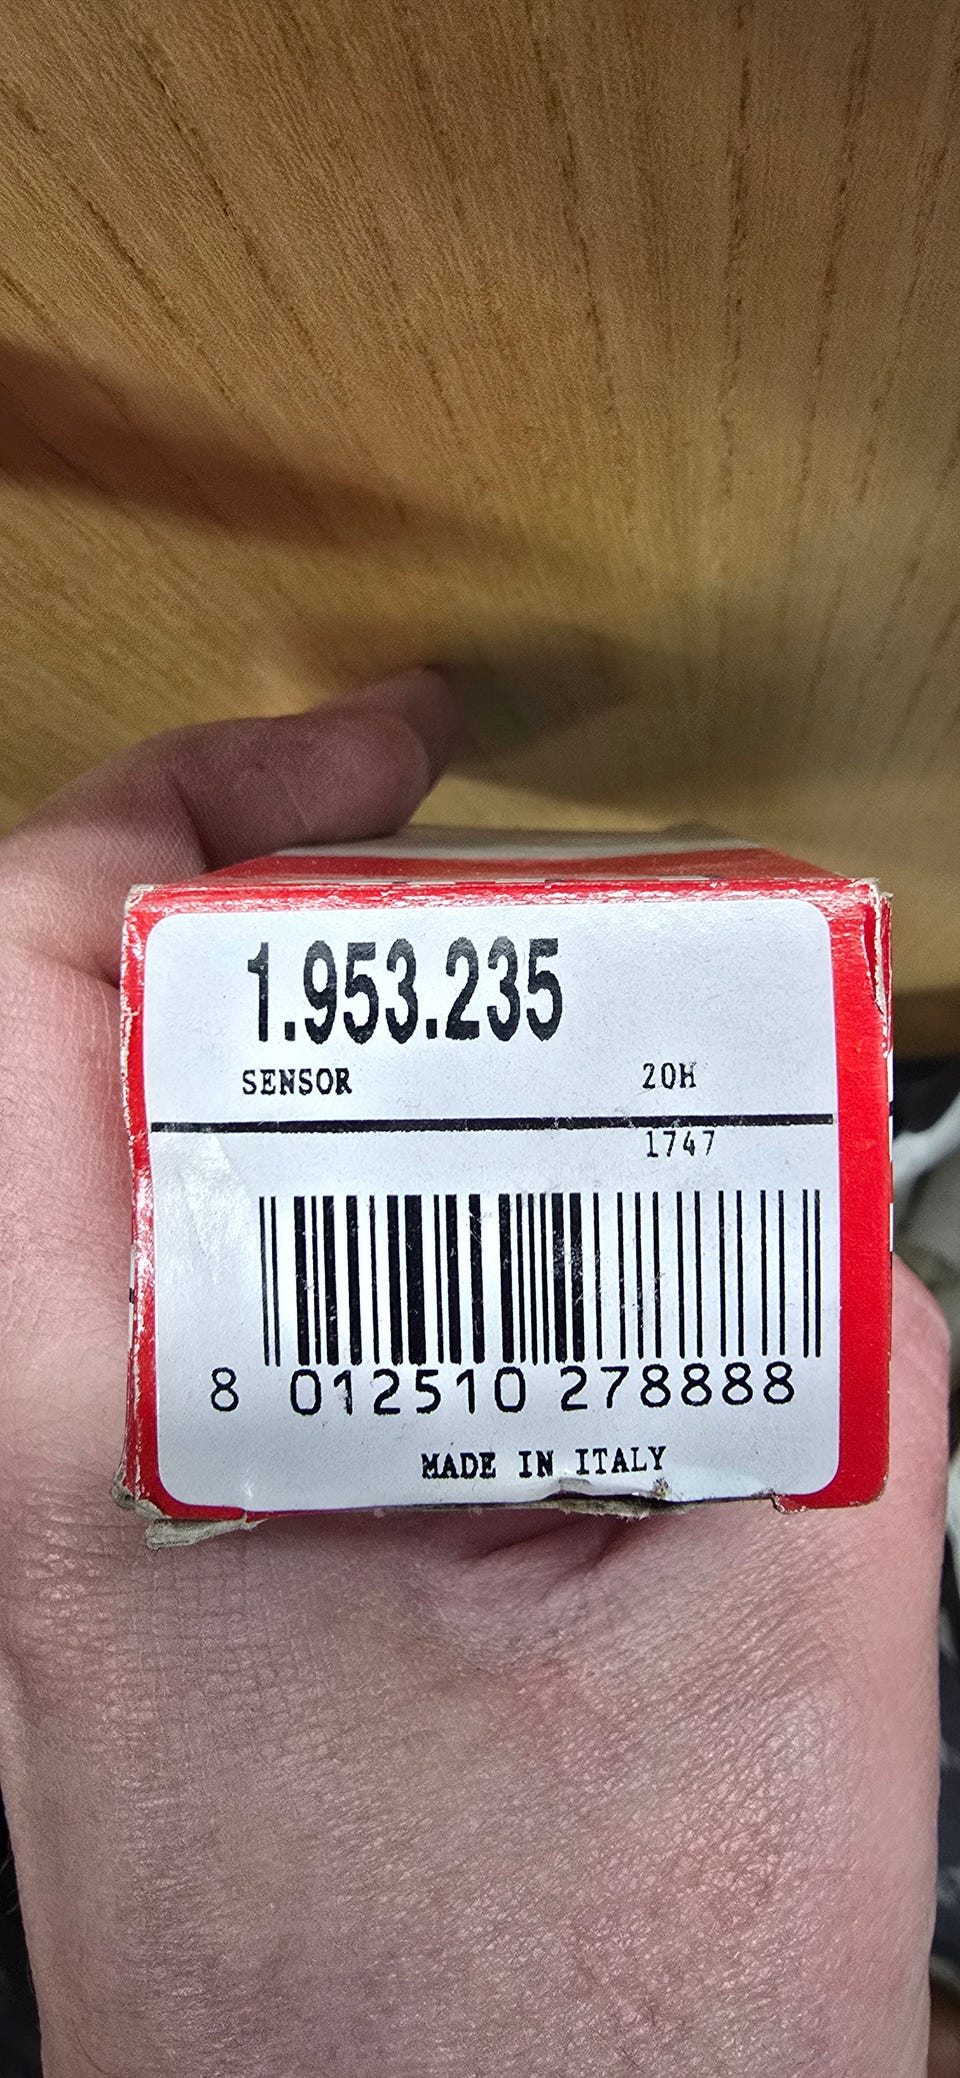 1.953.235
SENSOR 20H
1747
8 012510 278888
MADE IN ITALY